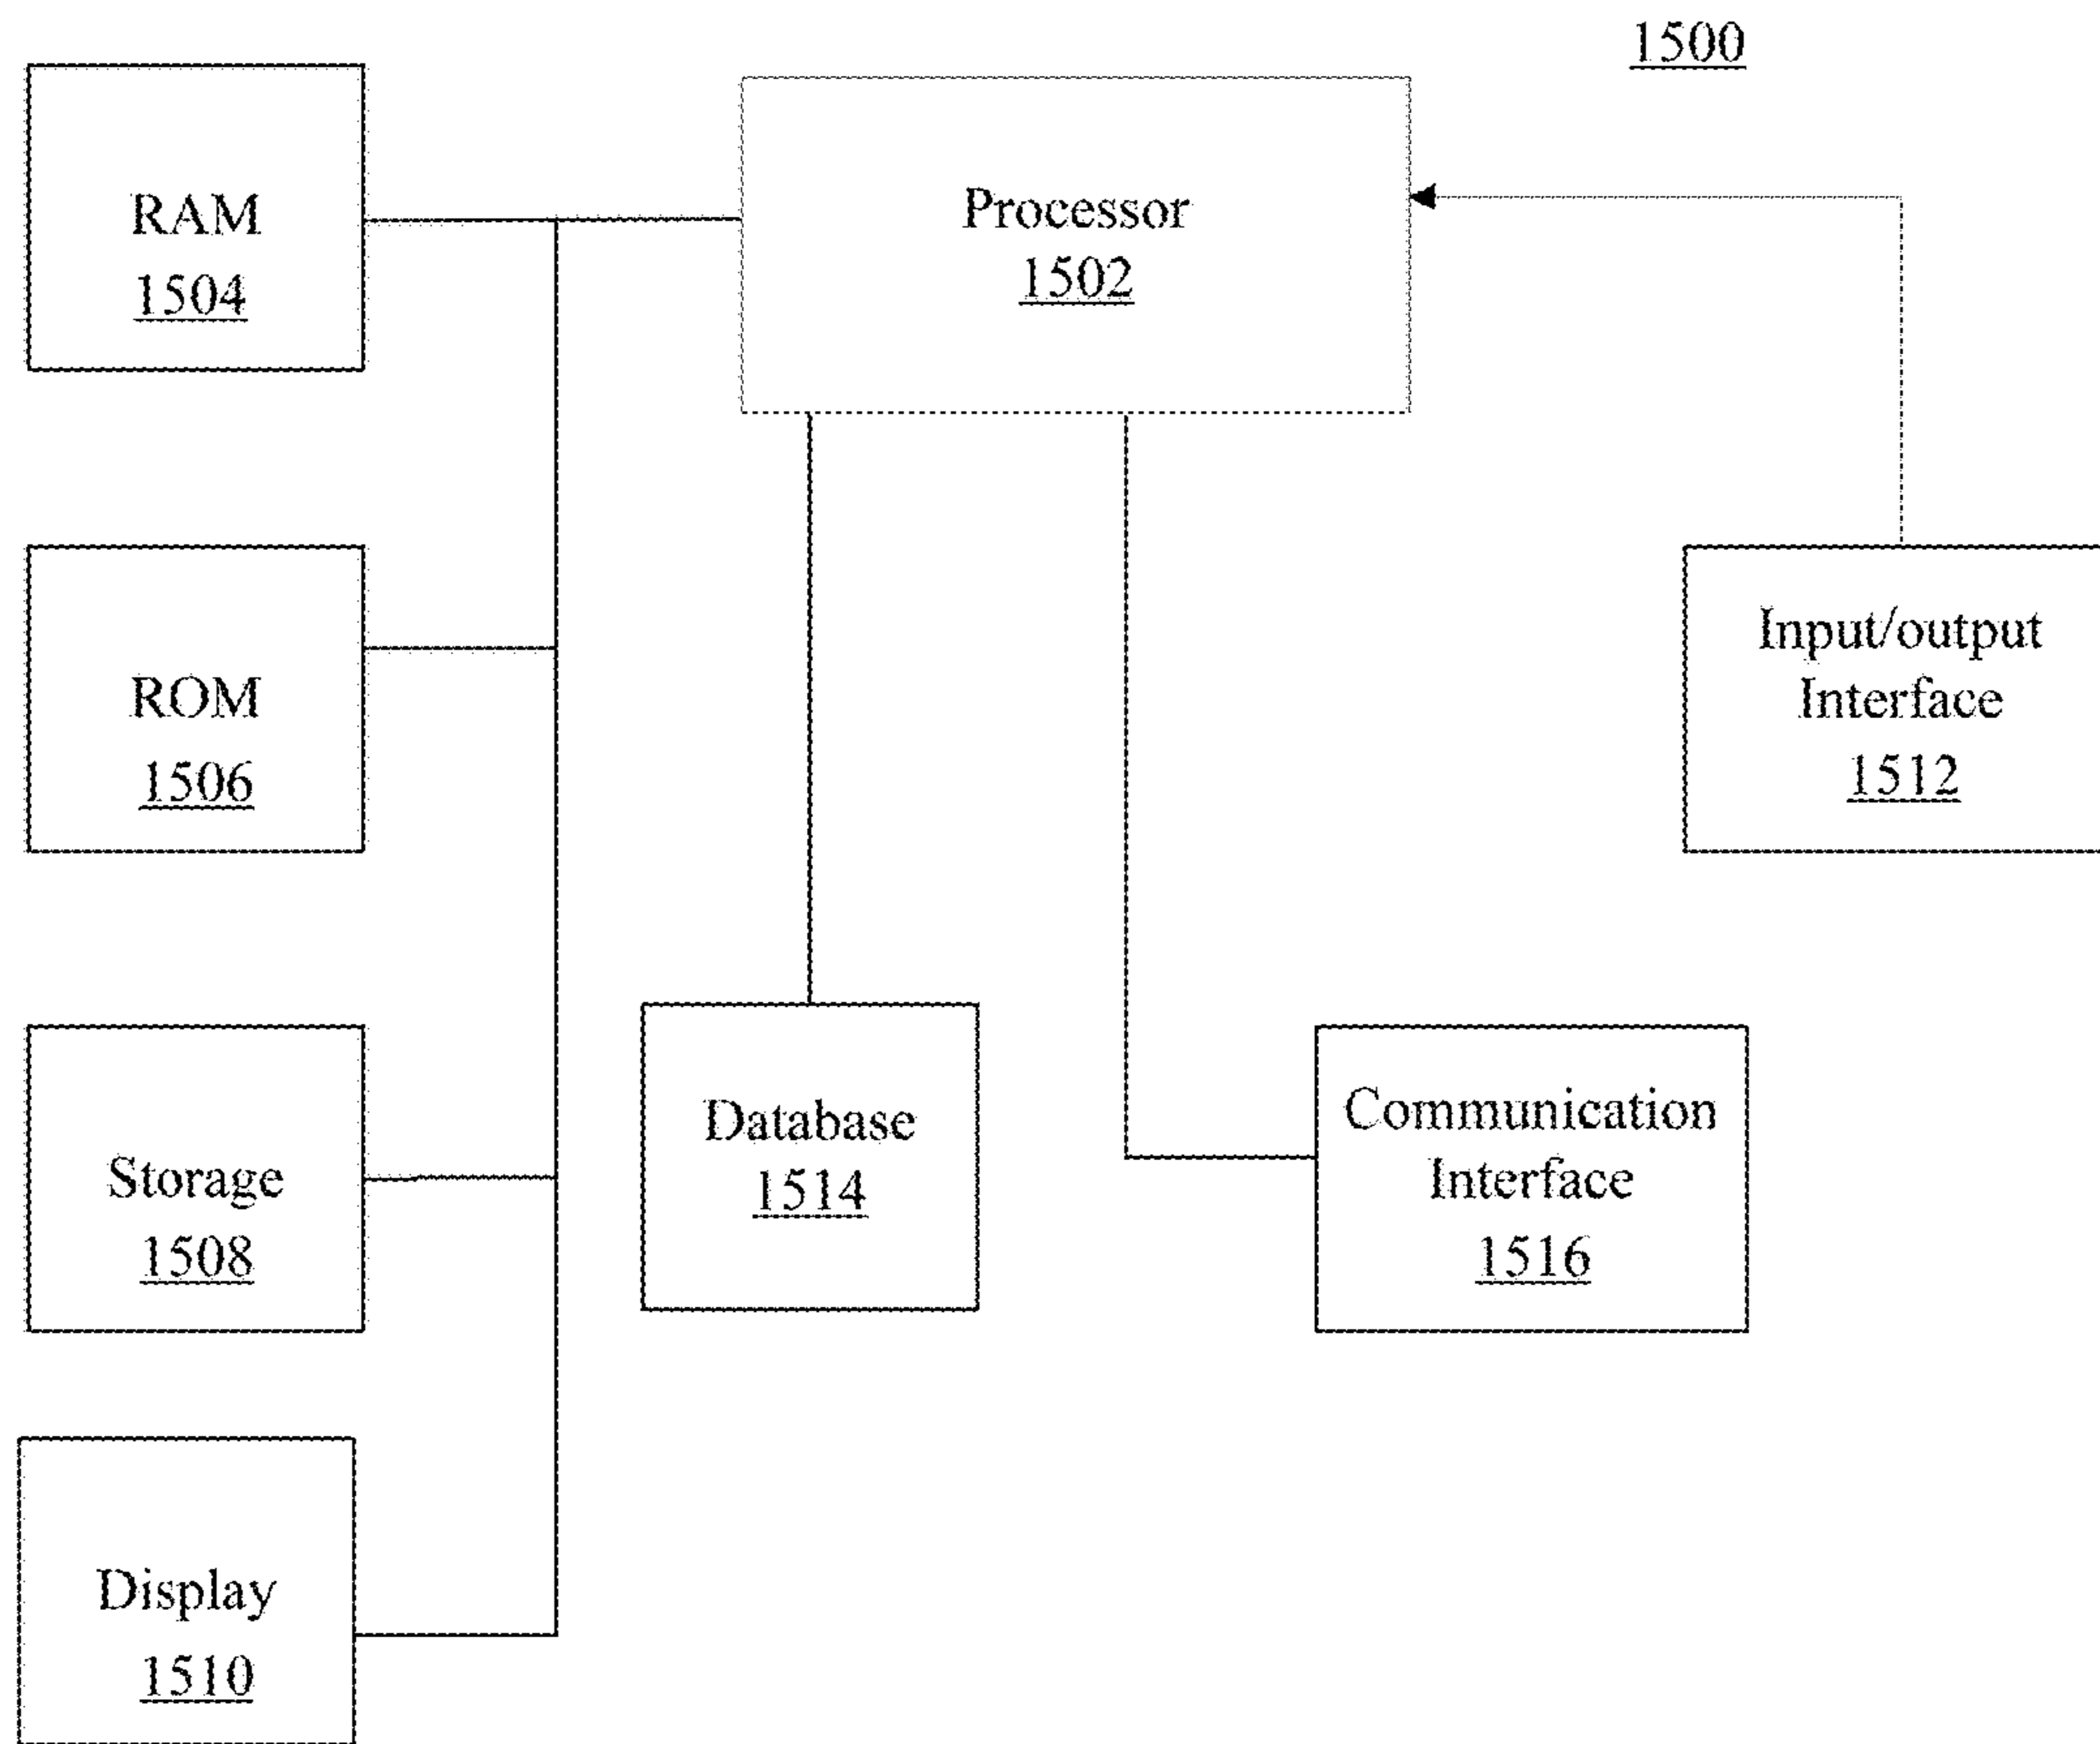 1500
RAM
1504
Processor
1502
ROM
1506
Input/output
Interface
1512
Storage
1508
Database
1514
Communication
Interface
1516
Display
1510